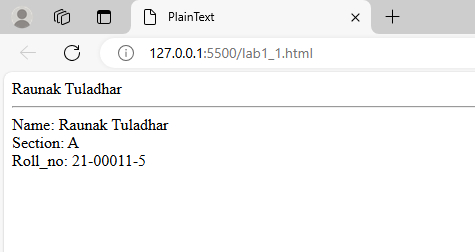 PlainText
127.0.0.1:5500/lab1_1.html
Raunak Tuladhar
Name: Raunak Tuladhar
Section: A
Roll_no: 21-00011-5